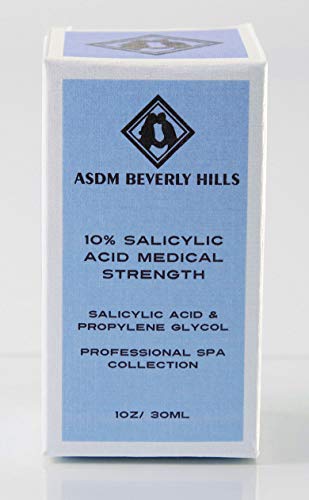 ASDM BEVERLY HILLS
10% SALICYLIC
ACID MEDICAL
STRENGTH
SALICYLIC ACID &
PROPYLENE GLYCOL
PROFESSIONAL SPA
COLLECTION
1OZ/ 30ML